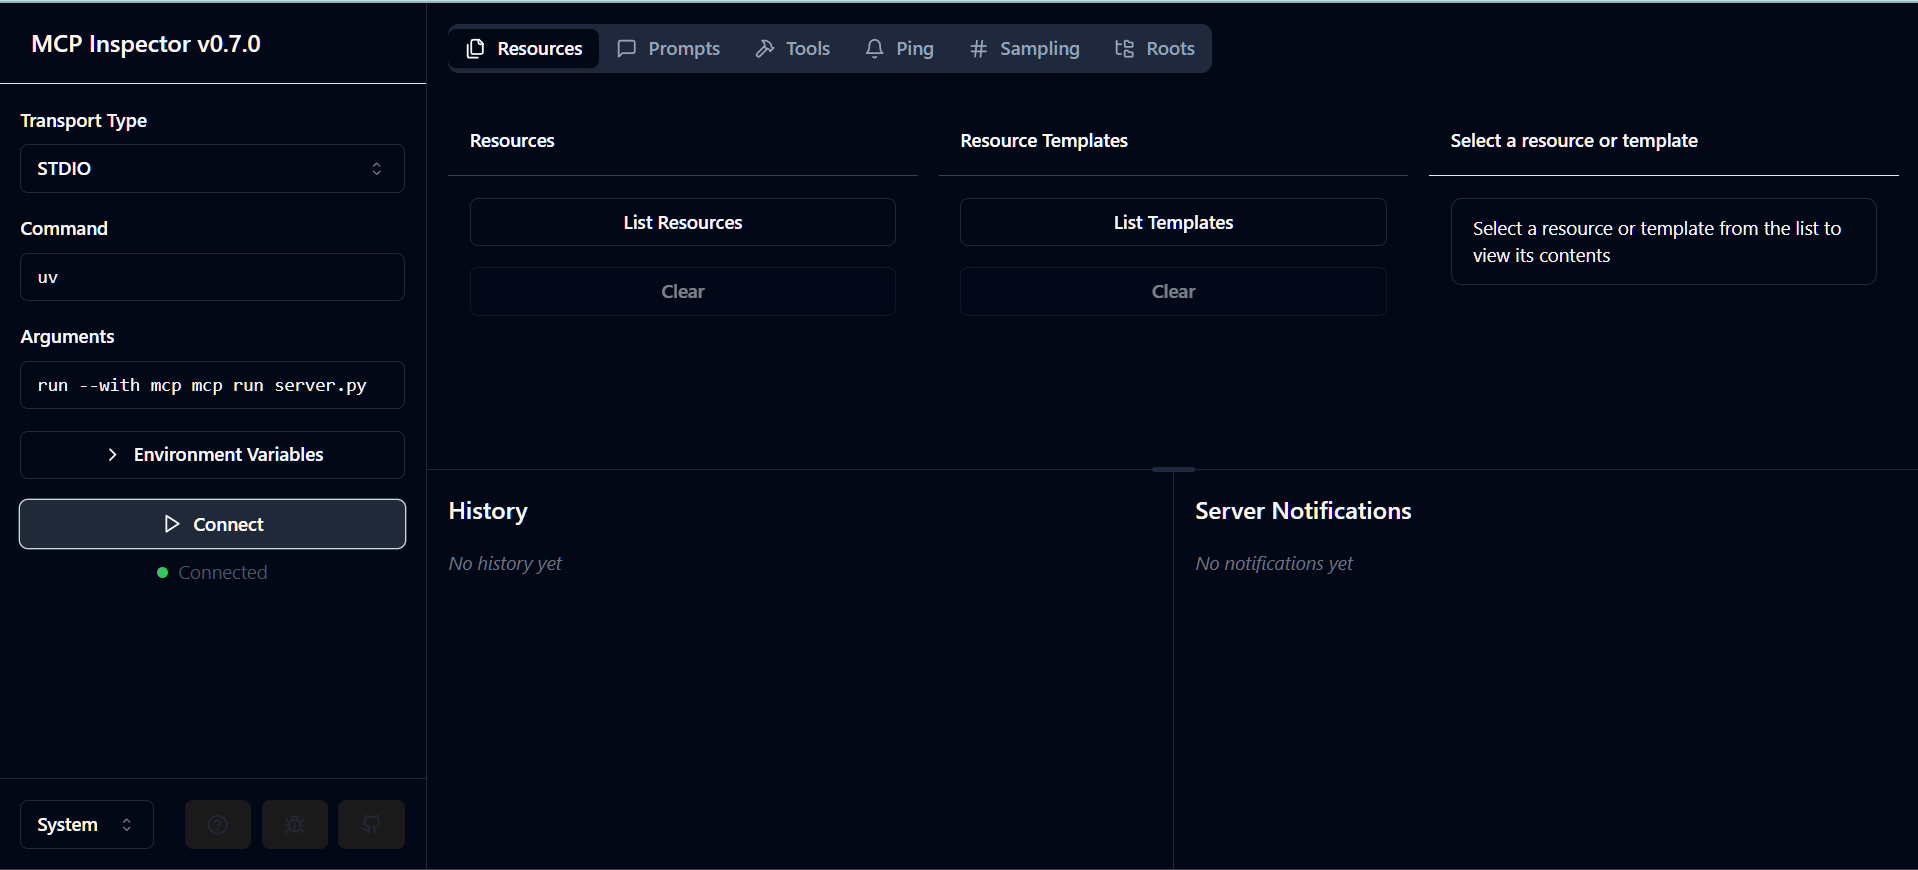 MCP Inspector v0.7.0
Transport Type
STDIO
Command
uv
Arguments
run --with mcp mcp run server.py
Environment Variables
Connect
Connected
System
Resources
Prompts
Tools
Ping
Sampling
Roots
Resources
List Resources
Clear
Resource Templates
List Templates
Clear
Select a resource or template
Select a resource or template from the list to
view its contents
History
No history yet
Server Notifications
No notifications yet